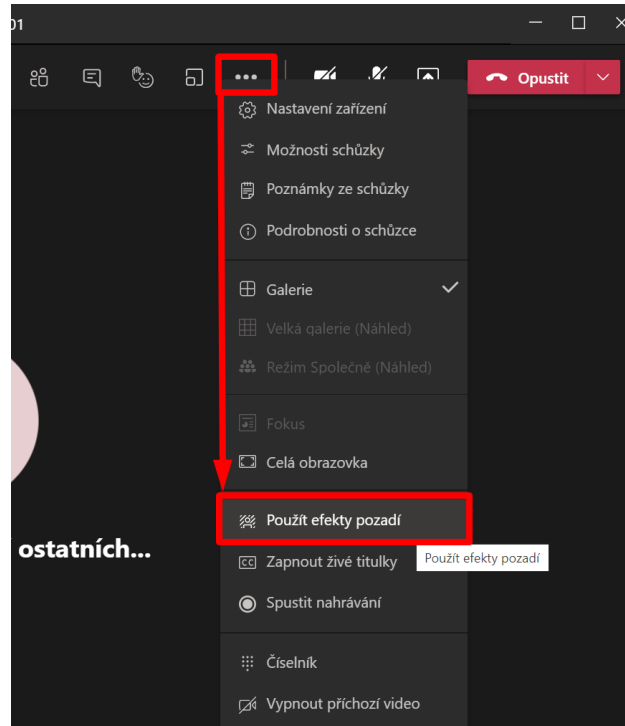 01
Opustit
Nastavení zařízení
Možnosti schůzky
Poznámky ze schůzky
Podrobnosti o schůzce
Galerie
Velká galerie (Náhled)
Režim Společně (Náhled)
Fokus
Celá obrazovka
Použít efekty pozadí
ostatních...
CC Zapnout živé titulky
Použít efekty pozadí
Spustit nahrávání
Číselník
Vypnout příchozí video